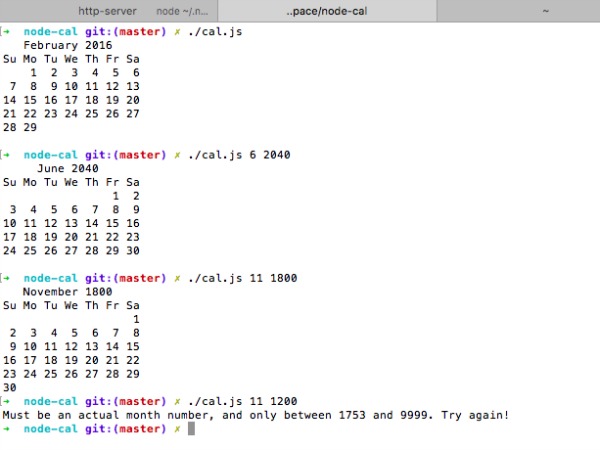 http-server
node ~/.n...
..pace/node-cal
~
[➜  node-cal git:(master) ✗ ./cal.js
   February 2016
Su Mo Tu We Th Fr Sa
    1  2  3  4  5  6
 7  8  9 10 11 12 13
14 15 16 17 18 19 20
21 22 23 24 25 26 27
28 29
[➜  node-cal git:(master) ✗ ./cal.js 6 2040
     June 2040
Su Mo Tu We Th Fr Sa
                1  2
 3  4  5  6  7  8  9
10 11 12 13 14 15 16
17 18 19 20 21 22 23
24 25 26 27 28 29 30
[➜  node-cal git:(master) ✗ ./cal.js 11 1800
   November 1800
Su Mo Tu We Th Fr Sa
                   1
 2  3  4  5  6  7  8
 9 10 11 12 13 14 15
16 17 18 19 20 21 22
23 24 25 26 27 28 29
30
[➜  node-cal git:(master) ✗ ./cal.js 11 1200
Must be an actual month number, and only between 1753 and 9999. Try again!
➜  node-cal git:(master) ✗